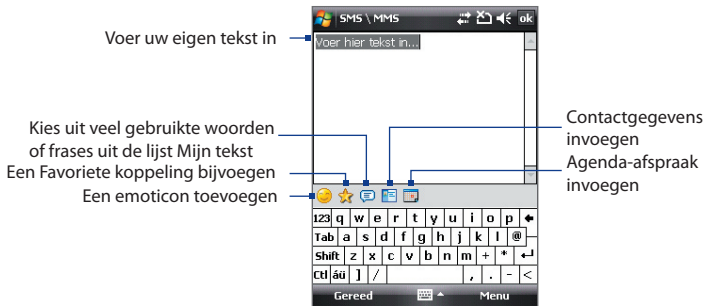 SMS \ MMS
ok
Voer uw eigen tekst in
Voer hier tekst in...
Kies uit veel gebruikte woorden
of frases uit de lijst Mijn tekst
Een Favoriete koppeling bijvoegen
Een emoticon toevoegen
Contactgegevens
invoegen
Agenda-afspraak
invoegen
123 q w e r t y u i o p
Tab a s d f g h j k l @
Shift z x c v b n m + *
Ctl áü ] / , . - <
Gereed Menu